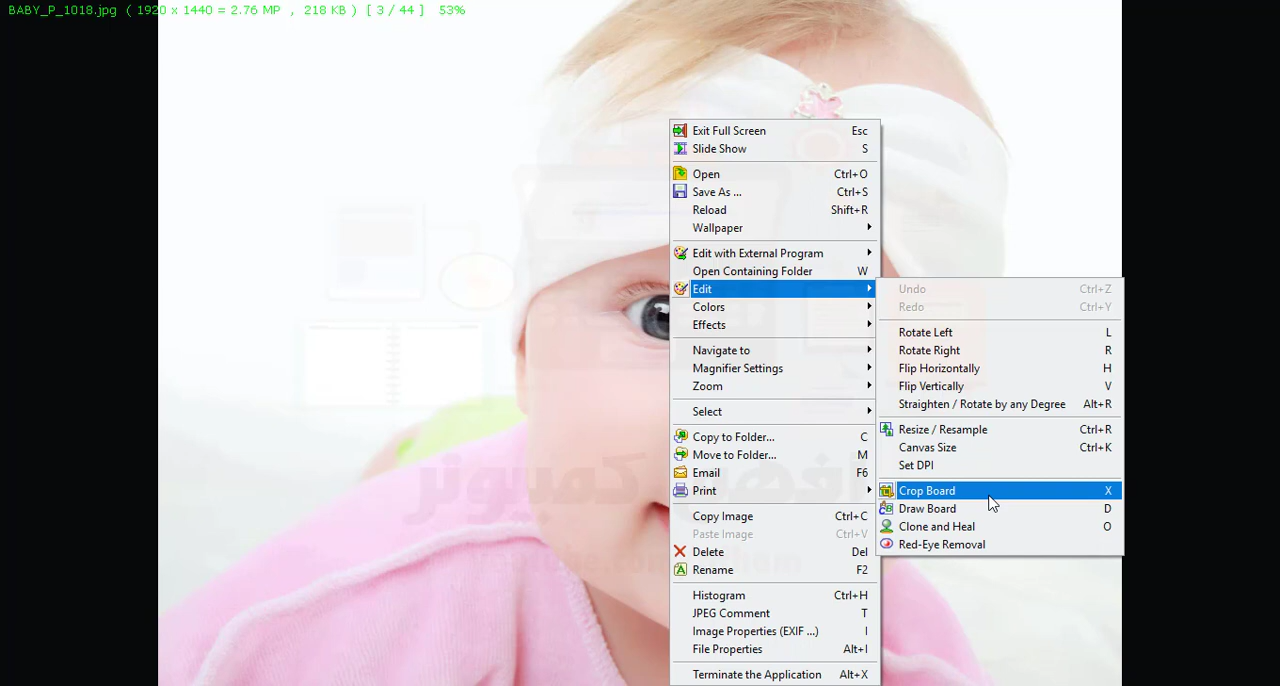 BABY_P_1018.jpg ( 1920 x 1440 = 2.76 MP , 218 KB ) [ 3 / 44 ] 53%
Exit Full Screen Esc
Slide Show S
Open Ctrl+O
Save As ... Ctrl+S
Reload Shift+R
Wallpaper
Edit with External Program
Open Containing Folder W
Edit
Colors
Effects
Navigate to
Magnifier Settings
Zoom
Select
Copy to Folder... C
Move to Folder... M
Email F6
Print
Copy Image Ctrl+C
Paste Image Ctrl+V
Delete Del
Rename F2
Histogram Ctrl+H
JPEG Comment T
Image Properties (EXIF ...) I
File Properties Alt+I
Terminate the Application Alt+X
Undo Ctrl+Z
Redo Ctrl+Y
Rotate Left L
Rotate Right R
Flip Horizontally H
Flip Vertically V
Straighten / Rotate by any Degree Alt+R
Resize / Resample Ctrl+R
Canvas Size Ctrl+K
Set DPI
Crop Board X
Draw Board D
Clone and Heal O
Red-Eye Removal
افهم كمبيوتر